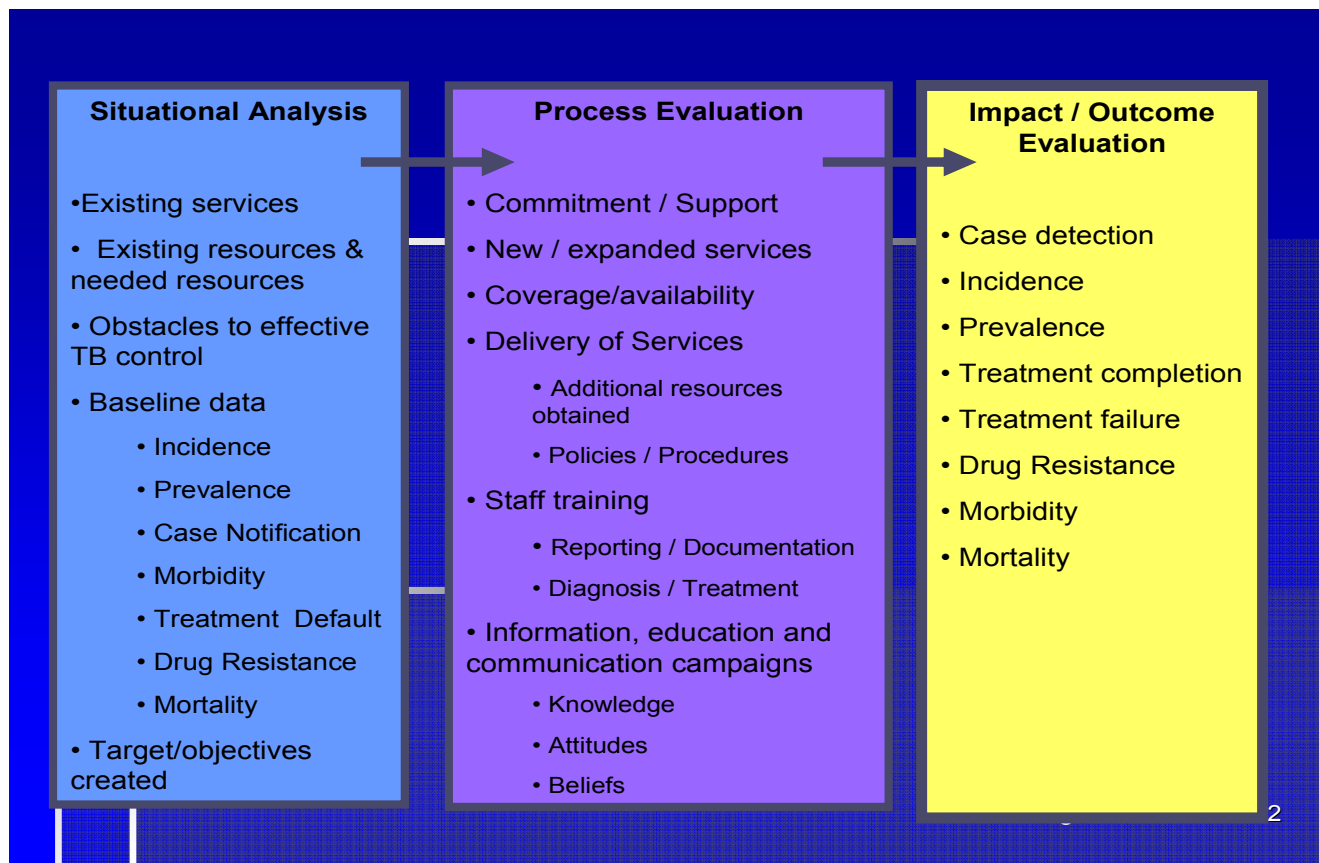 Situational Analysis
•Existing services
• Existing resources &
needed resources
• Obstacles to effective
TB control
• Baseline data
• Incidence
• Prevalence
• Case Notification
• Morbidity
• Treatment Default
• Drug Resistance
• Mortality
• Target/objectives
created
Process Evaluation
• Commitment / Support
• New / expanded services
• Coverage/availability
• Delivery of Services
• Additional resources
obtained
• Policies / Procedures
• Staff training
• Reporting / Documentation
• Diagnosis / Treatment
• Information, education and
communication campaigns
• Knowledge
• Attitudes
• Beliefs
Impact / Outcome
Evaluation
• Case detection
• Incidence
• Prevalence
• Treatment completion
• Treatment failure
• Drug Resistance
• Morbidity
• Mortality
2